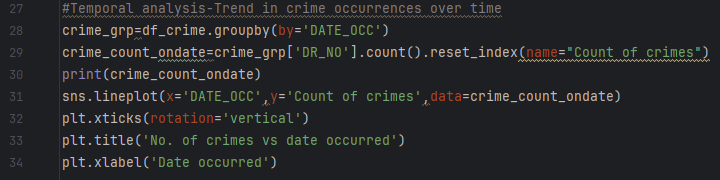 27 #Temporal analysis-Trend in crime occurrences over time
28 crime_grp=df_crime.groupby(by='DATE_OCC')
29 crime_count_ondate=crime_grp['DR_NO'].count().reset_index(name="Count of crimes")
30 print(crime_count_ondate)
31 sns.lineplot(x='DATE_OCC',y='Count of crimes',data=crime_count_ondate)
32 plt.xticks(rotation='vertical')
33 plt.title('No. of crimes vs date occurred')
34 plt.xlabel('Date occurred')